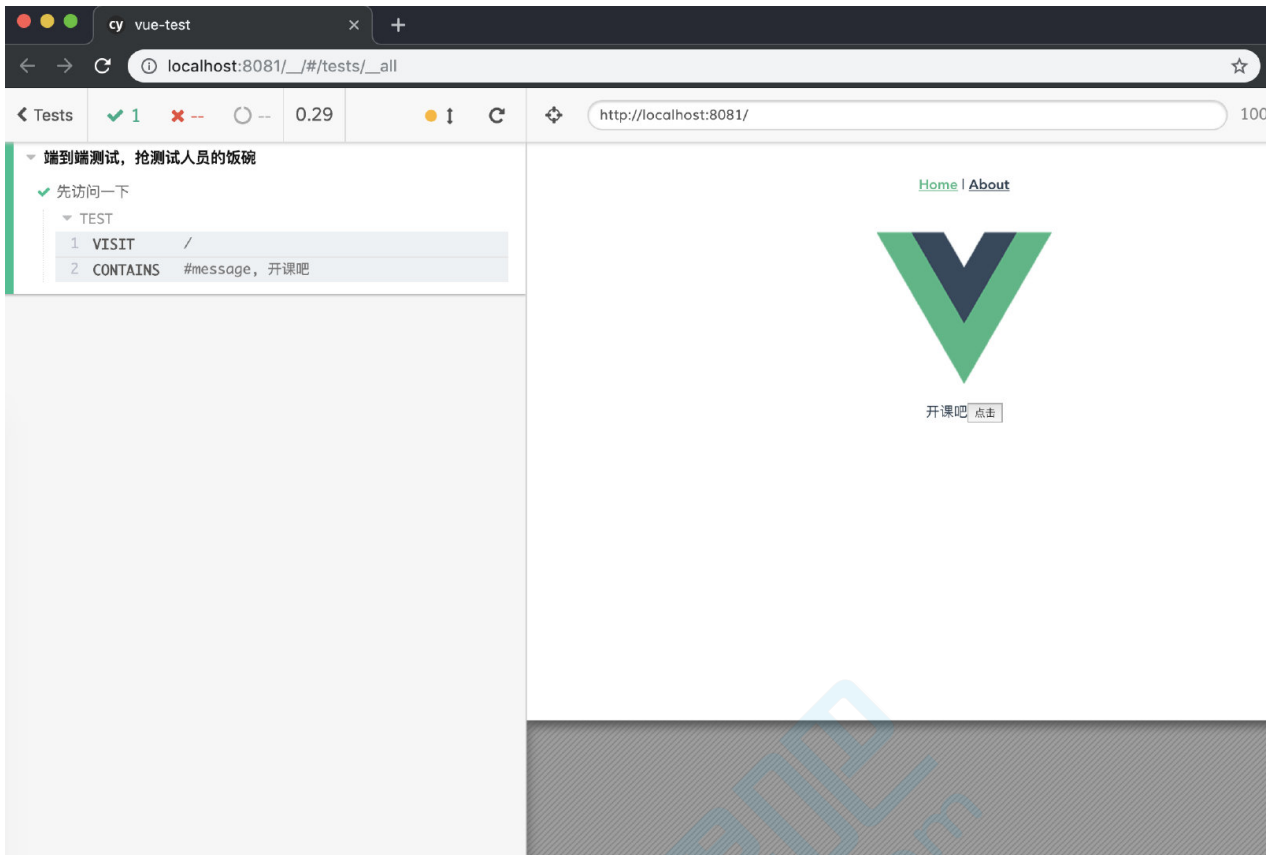 cy vue-test
localhost:8081/__/#/tests/__all
Tests 1 -- -- 0.29
http://localhost:8081/ 100
端到端测试，抢测试人员的饭碗
先访问一下
TEST
1 VISIT /
2 CONTAINS #message, 开课吧
Home | About
开课吧 点击